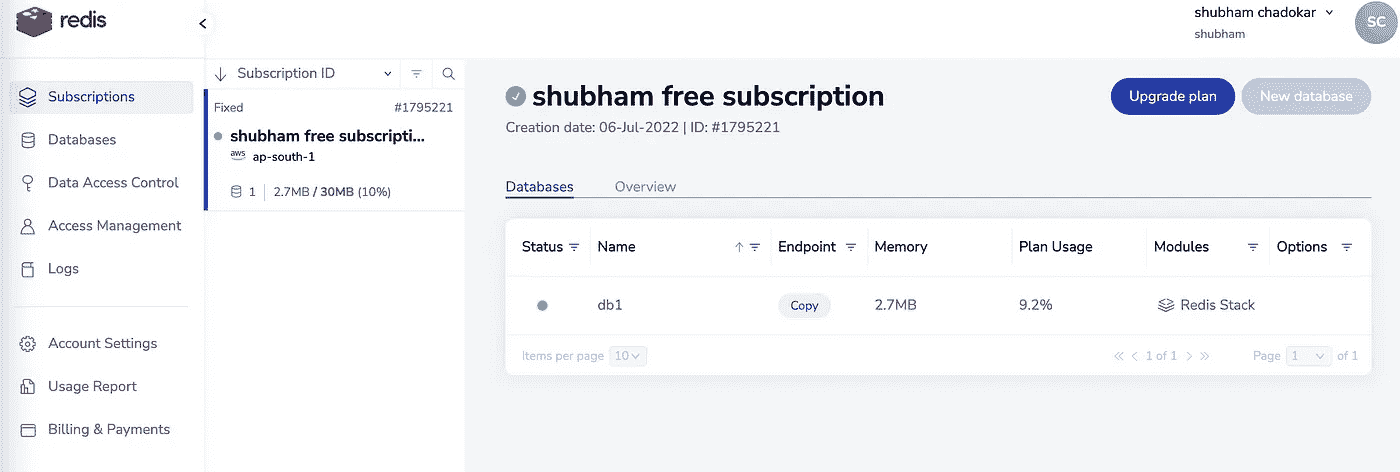 redis
shubham chadokar
shubham
SC
Subscriptions
Databases
Data Access Control
Access Management
Logs
Account Settings
Usage Report
Billing & Payments
Subscription ID
Fixed #1795221
shubham free subscripti...
aws ap-south-1
1 2.7MB / 30MB (10%)
shubham free subscription
Creation date: 06-Jul-2022 | ID: #1795221
Upgrade plan New database
Databases Overview
Status Name Endpoint Memory Plan Usage Modules Options
db1 Copy 2.7MB 9.2% Redis Stack
Items per page 10 1 of 1 Page 1 of 1